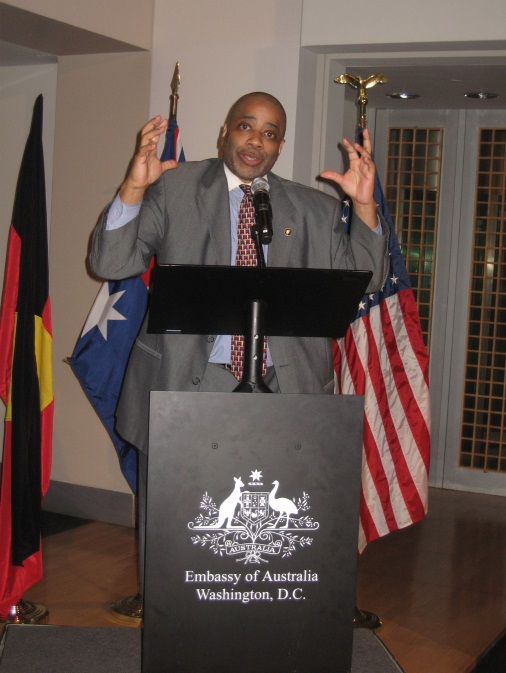 AUSTRALIA
Embassy of Australia
Washington, D.C.